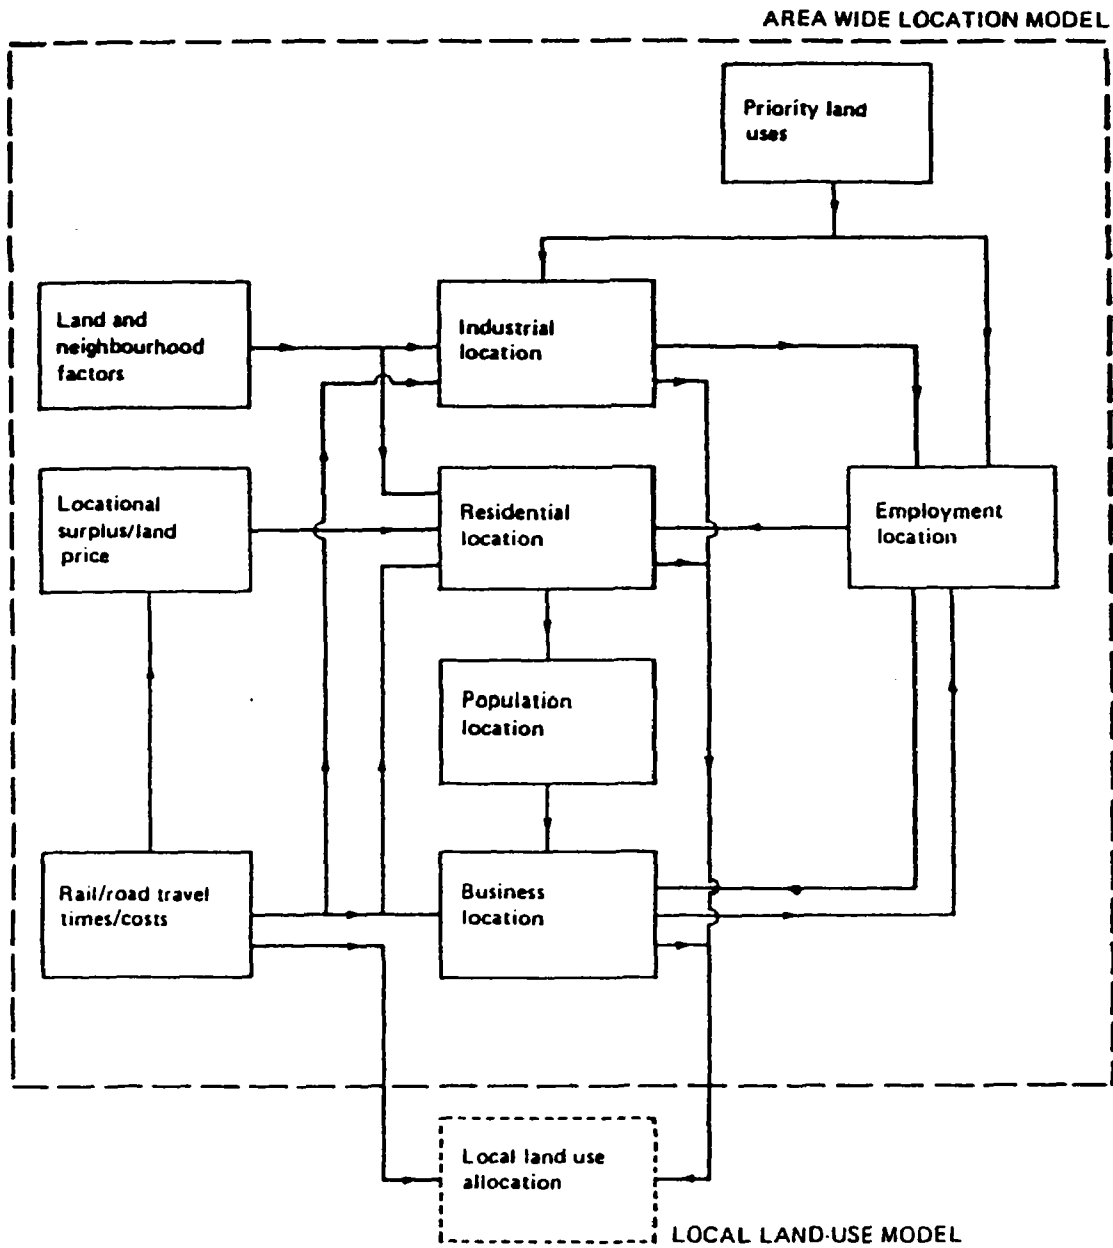 AREA WIDE LOCATION MODEL
Priority land
uses
Land and
neighbourhood
factors
Industrial
location
Locational
surplus/land
price
Residential
location
Employment
location
Population
location
Rail/road travel
times/costs
Business
location
Local land use
allocation
LOCAL LAND-USE MODEL